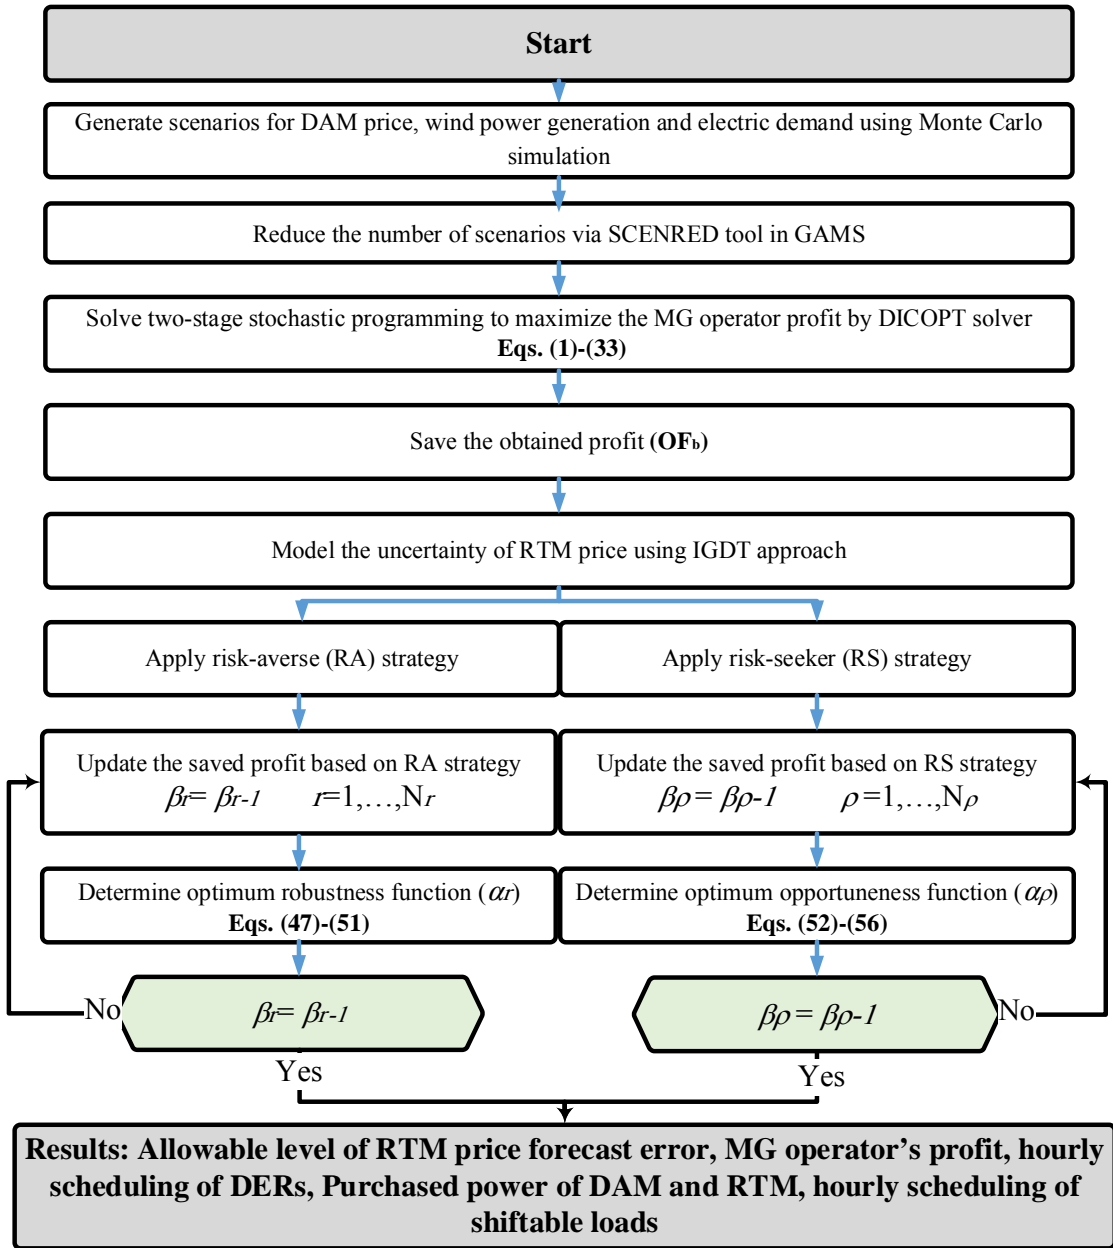 Start
Generate scenarios for DAM price, wind power generation and electric demand using Monte Carlo
simulation
Reduce the number of scenarios via SCENRED tool in GAMS
Solve two-stage stochastic programming to maximize the MG operator profit by DICOPT solver
Eqs. (1)-(33)
Save the obtained profit (OFb)
Model the uncertainty of RTM price using IGDT approach
Apply risk-averse (RA) strategy
Apply risk-seeker (RS) strategy
Update the saved profit based on RA strategy
βr= βr-1 r=1,…,Nr
Update the saved profit based on RS strategy
βρ = βρ-1 ρ =1,…,Nρ
Determine optimum robustness function (αr)
Eqs. (47)-(51)
Determine optimum opportuneness function (αρ)
Eqs. (52)-(56)
No
βr= βr-1
βρ = βρ-1
No
Yes
Yes
Results: Allowable level of RTM price forecast error, MG operator’s profit, hourly
scheduling of DERs, Purchased power of DAM and RTM, hourly scheduling of
shiftable loads